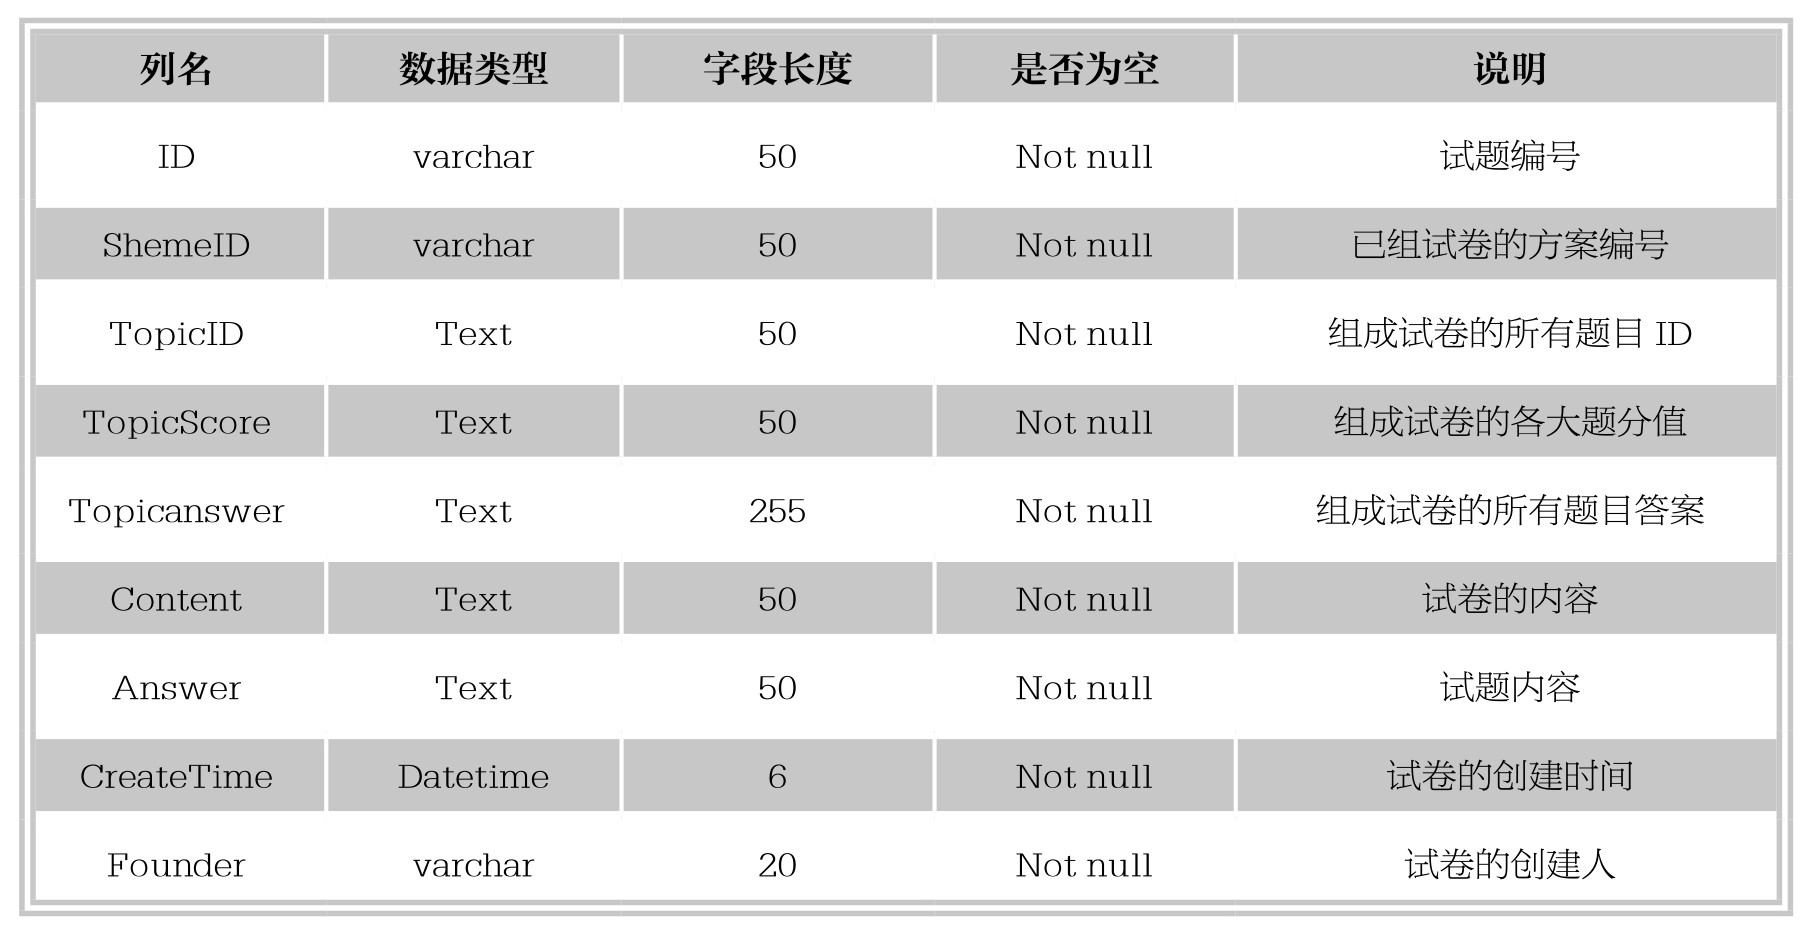 列名 数据类型 字段长度 是否为空 说明
ID varchar 50 Not null 试题编号
ShemeID varchar 50 Not null 已组试卷的方案编号
TopicID Text 50 Not null 组成试卷的所有题目 ID
TopicScore Text 50 Not null 组成试卷的各大题分值
Topicanswer Text 255 Not null 组成试卷的所有题目答案
Content Text 50 Not null 试卷的内容
Answer Text 50 Not null 试题内容
CreateTime Datetime 6 Not null 试卷的创建时间
Founder varchar 20 Not null 试卷的创建人